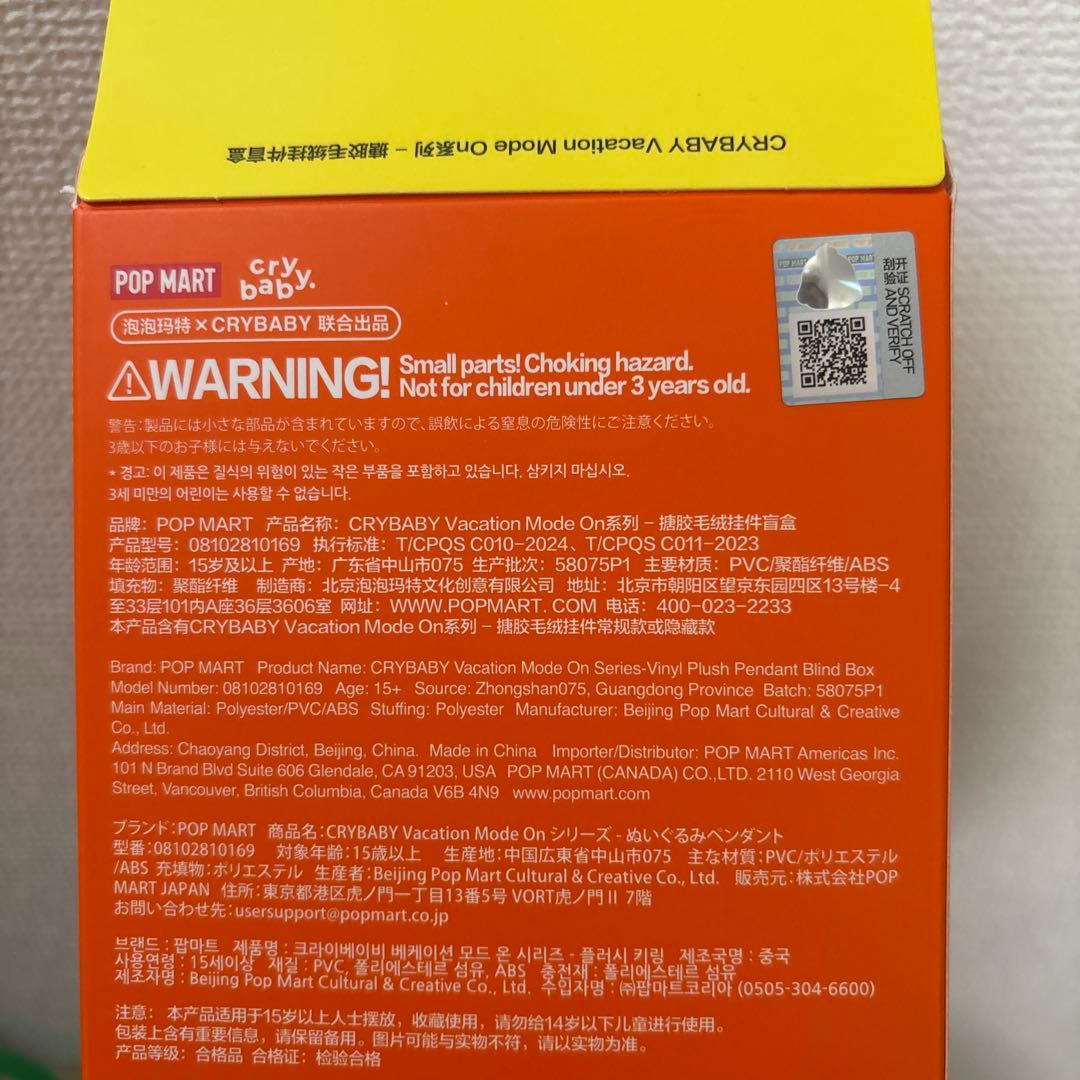 CRYBABY Vacation Mode On系列 - 搪胶毛绒挂件盲盒
POP MART
cry
baby.
泡泡玛特×CRYBABY 联合出品
POP MART
POP MART
开证 SCRATCH OFF
刮验 AND VERIFY
WARNING! Small parts! Choking hazard.
Not for children under 3 years old.
警告:製品には小さな部品が含まれていますので、誤飲による窒息の危険性にご注意ください。
3歳以下のお子様には与えないでください。
* 경고: 이 제품은 질식의 위험이 있는 작은 부품을 포함하고 있습니다. 삼키지 마십시오.
3세 미만의 어린이는 사용할 수 없습니다.
品牌: POP MART 产品名称: CRYBABY Vacation Mode On系列 - 搪胶毛绒挂件盲盒
产品型号: 08102810169 执行标准: T/CPQS C010-2024、T/CPQS C011-2023
年龄范围: 15岁及以上 产地: 广东省中山市075 生产批次: 58075P1 主要材质: PVC/聚酯纤维/ABS
填充物: 聚酯纤维 制造商: 北京泡泡玛特文化创意有限公司 地址: 北京市朝阳区望京东园四区13号楼-4
至33层101内A座36层3606室 网址: WWW.POPMART.COM 电话: 400-023-2233
本产品含有CRYBABY Vacation Mode On系列 - 搪胶毛绒挂件常规款或隐藏款
Brand: POP MART Product Name: CRYBABY Vacation Mode On Series-Vinyl Plush Pendant Blind Box
Model Number: 08102810169 Age: 15+ Source: Zhongshan075, Guangdong Province Batch: 58075P1
Main Material: Polyester/PVC/ABS Stuffing: Polyester Manufacturer: Beijing Pop Mart Cultural & Creative
Co., Ltd.
Address: Chaoyang District, Beijing, China. Made in China Importer/Distributor: POP MART Americas Inc.
101 N Brand Blvd Suite 606 Glendale, CA 91203, USA POP MART (CANADA) CO.,LTD. 2110 West Georgia
Street, Vancouver, British Columbia, Canada V6B 4N9 www.popmart.com
ブランド:POP MART 商品名:CRYBABY Vacation Mode On シリーズ - ぬいぐるみペンダント
型番:08102810169 対象年齢:15歳以上 生産地:中国広東省中山市075 主な材質:PVC/ポリエステル
/ABS 充填物:ポリエステル 生産者:Beijing Pop Mart Cultural & Creative Co., Ltd. 販売元:株式会社POP
MART JAPAN 住所:東京都港区虎ノ門一丁目13番5号 VORT虎ノ門Ⅱ 7階
お問い合わせ先:usersupport@popmart.co.jp
브랜드 : 팝마트 제품명 : 크라이베이비 베케이션 모드 온 시리즈 - 플러시 키링 제조국명 : 중국
사용연령 : 15세이상 재질 : PVC, 폴리에스테르 섬유, ABS 충전재 : 폴리에스테르 섬유
제조자명 : Beijing Pop Mart Cultural & Creative Co., Ltd. 수입자명 : ㈜팝마트코리아 (0505-304-6600)
注意: 本产品适用于15岁以上人士摆放,收藏使用,请勿给14岁以下儿童进行使用。
包装上含有重要信息,请保留备用。图片可能与实物不符,请以实物为准。
产品等级: 合格品 合格证: 检验合格